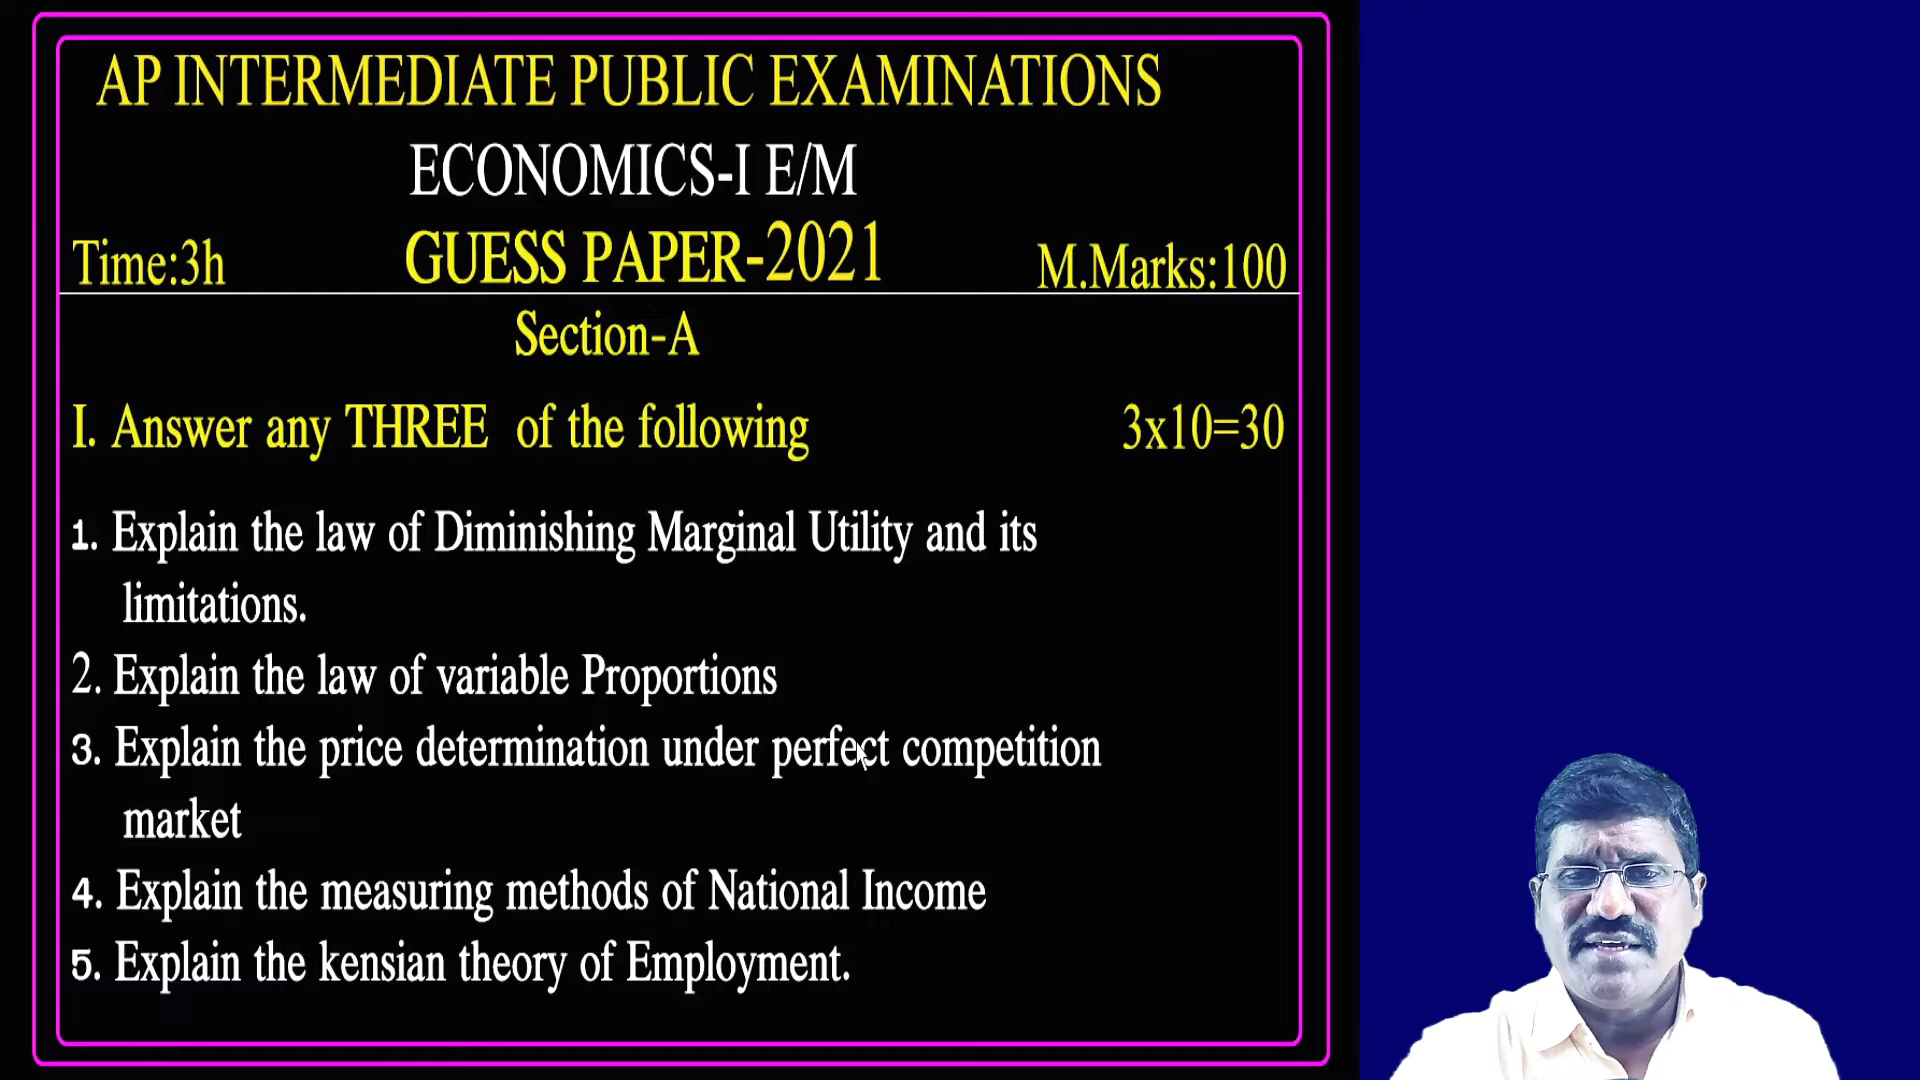 AP INTERMEDIATE PUBLIC EXAMINATIONS
ECONOMICS-I E/M
Time:3h GUESS PAPER-2021 M.Marks:100
Section-A
I. Answer any THREE of the following 3x10=30
1. Explain the law of Diminishing Marginal Utility and its
limitations.
2. Explain the law of variable Proportions
3. Explain the price determination under perfect competition
market
4. Explain the measuring methods of National Income
5. Explain the kensian theory of Employment.